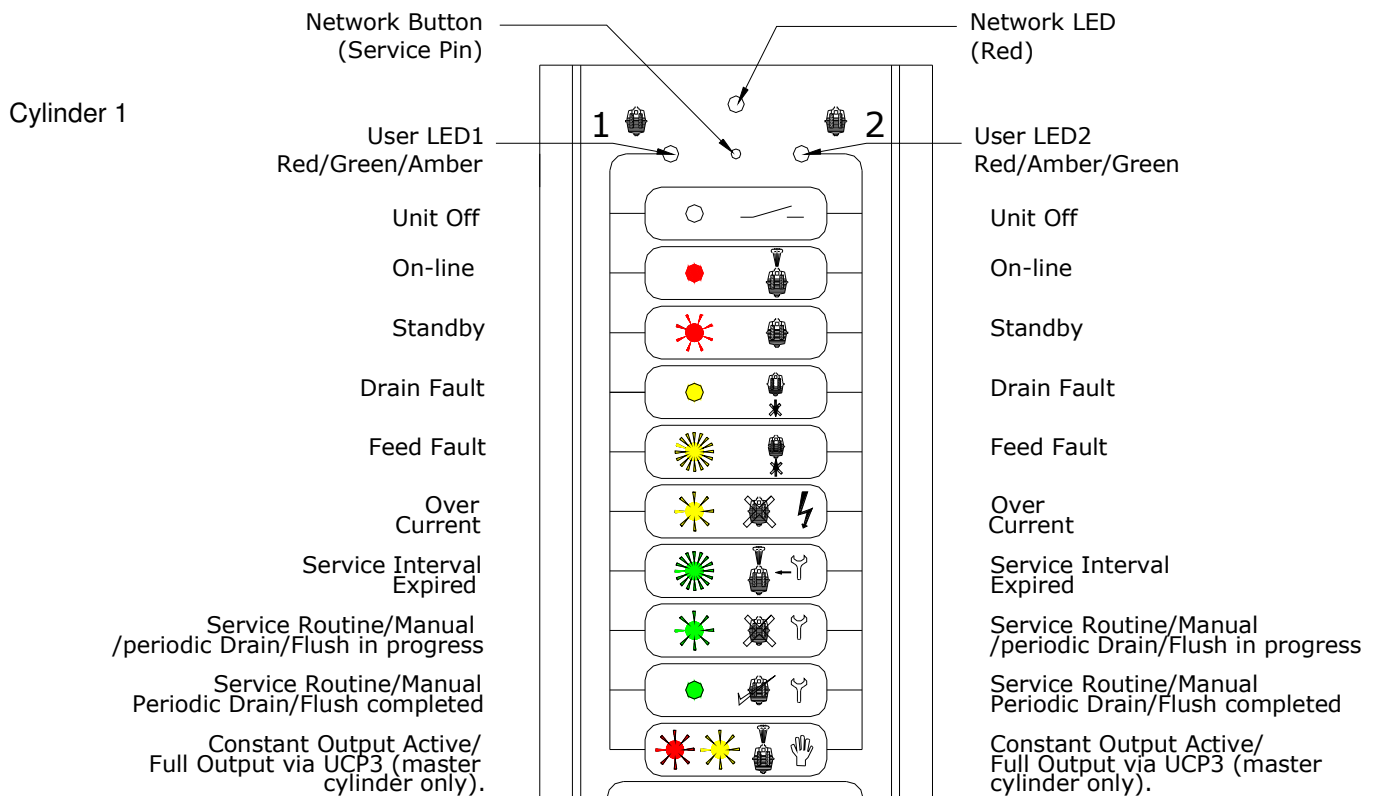 Network Button
(Service Pin)
Network LED
(Red)
Cylinder 1
1
2
User LED1
Red/Green/Amber
User LED2
Red/Amber/Green
Unit Off
Unit Off
On-line
On-line
Standby
Standby
Drain Fault
Drain Fault
Feed Fault
Feed Fault
Over
Current
Over
Current
Service Interval
Expired
Service Interval
Expired
Service Routine/Manual
/periodic Drain/Flush in progress
Service Routine/Manual
/periodic Drain/Flush in progress
Service Routine/Manual
Periodic Drain/Flush completed
Service Routine/Manual
Periodic Drain/Flush completed
Constant Output Active/
Full Output via UCP3 (master
cylinder only).
Constant Output Active/
Full Output via UCP3 (master
cylinder only).